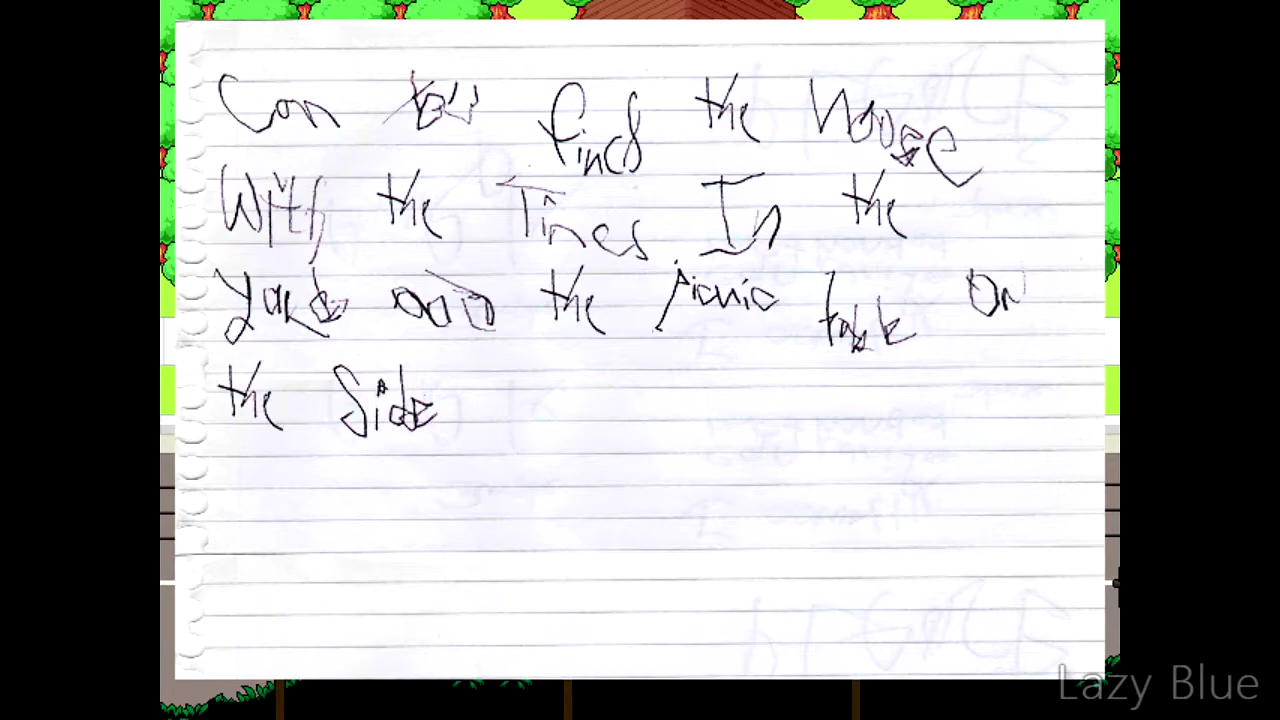 Can you find the house
With the Tires In the
yard and the picnic table on
the Side
Lazy Blue